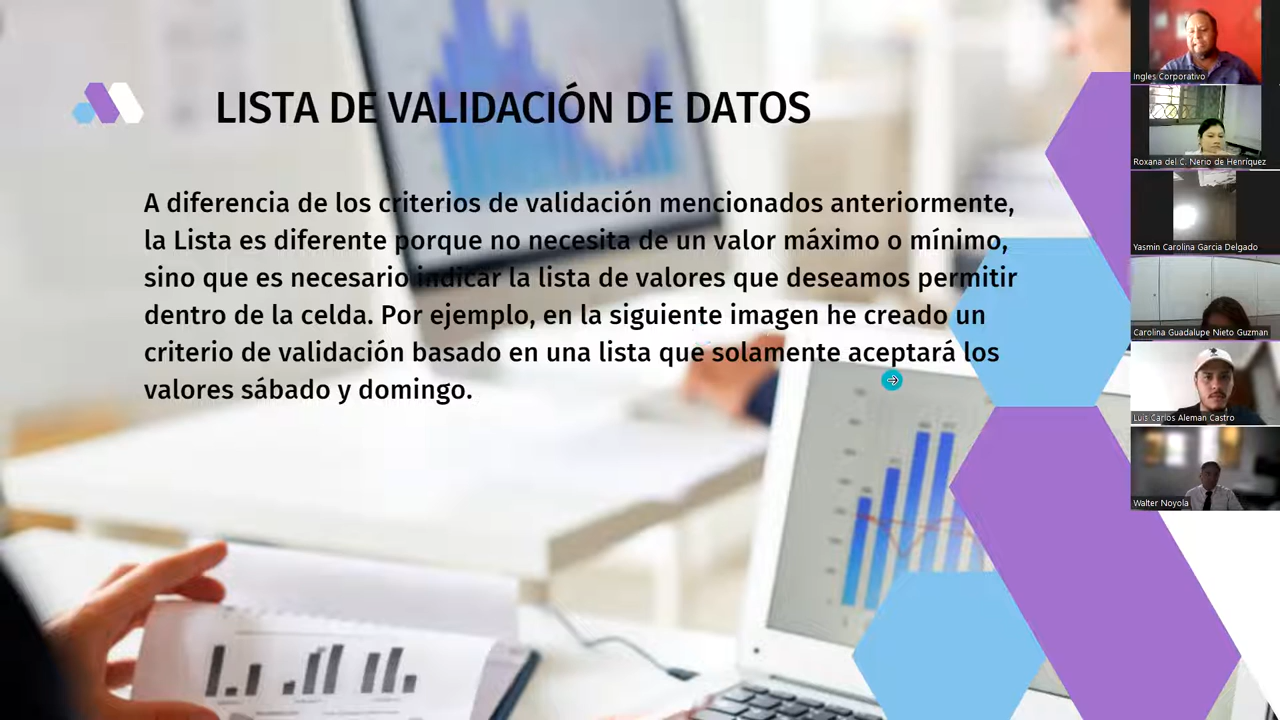 LISTA DE VALIDACIÓN DE DATOS
A diferencia de los criterios de validación mencionados anteriormente,
la Lista es diferente porque no necesita de un valor máximo o mínimo,
sino que es necesario indicar la lista de valores que deseamos permitir
dentro de la celda. Por ejemplo, en la siguiente imagen he creado un
criterio de validación basado en una lista que solamente aceptará los
valores sábado y domingo.
Ingles Corporativo
Roxana del C. Nerio de Henríquez
Yasmin Carolina Garcia Delgado
Carolina Guadalupe Nieto Guzman
Luis Carlos Aleman Castro
Walter Noyola